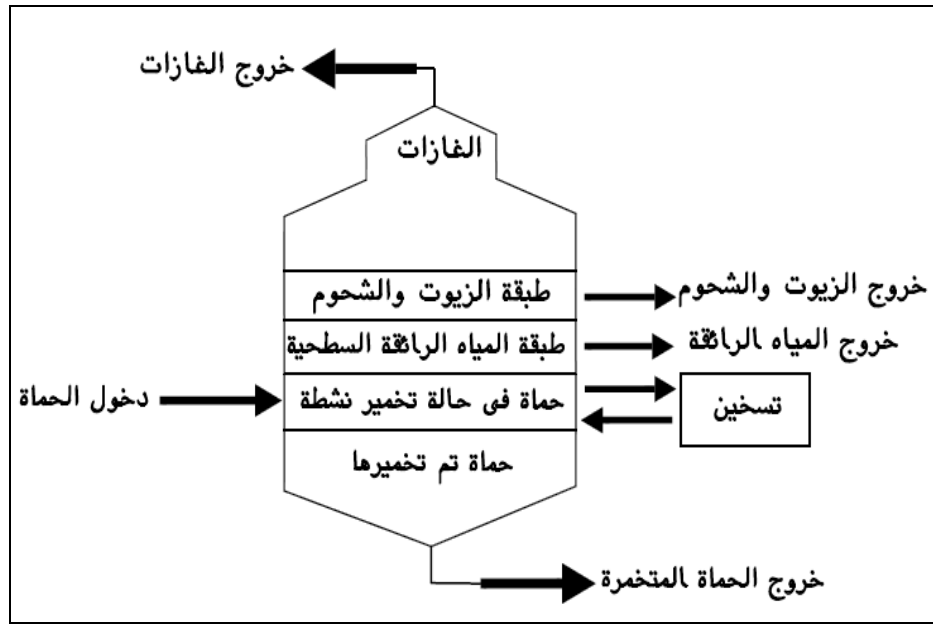 خروج الغازات
الغازات
طبقة الزيوت والشحوم
خروج الزيوت والشحوم
طبقة المياه الرائقة السطحية
خروج المياه الرائقة
دخول الحماة
حماة فى حالة تخمير نشطة
تسخين
حماة تم تخميرها
خروج الحماة المتخمرة